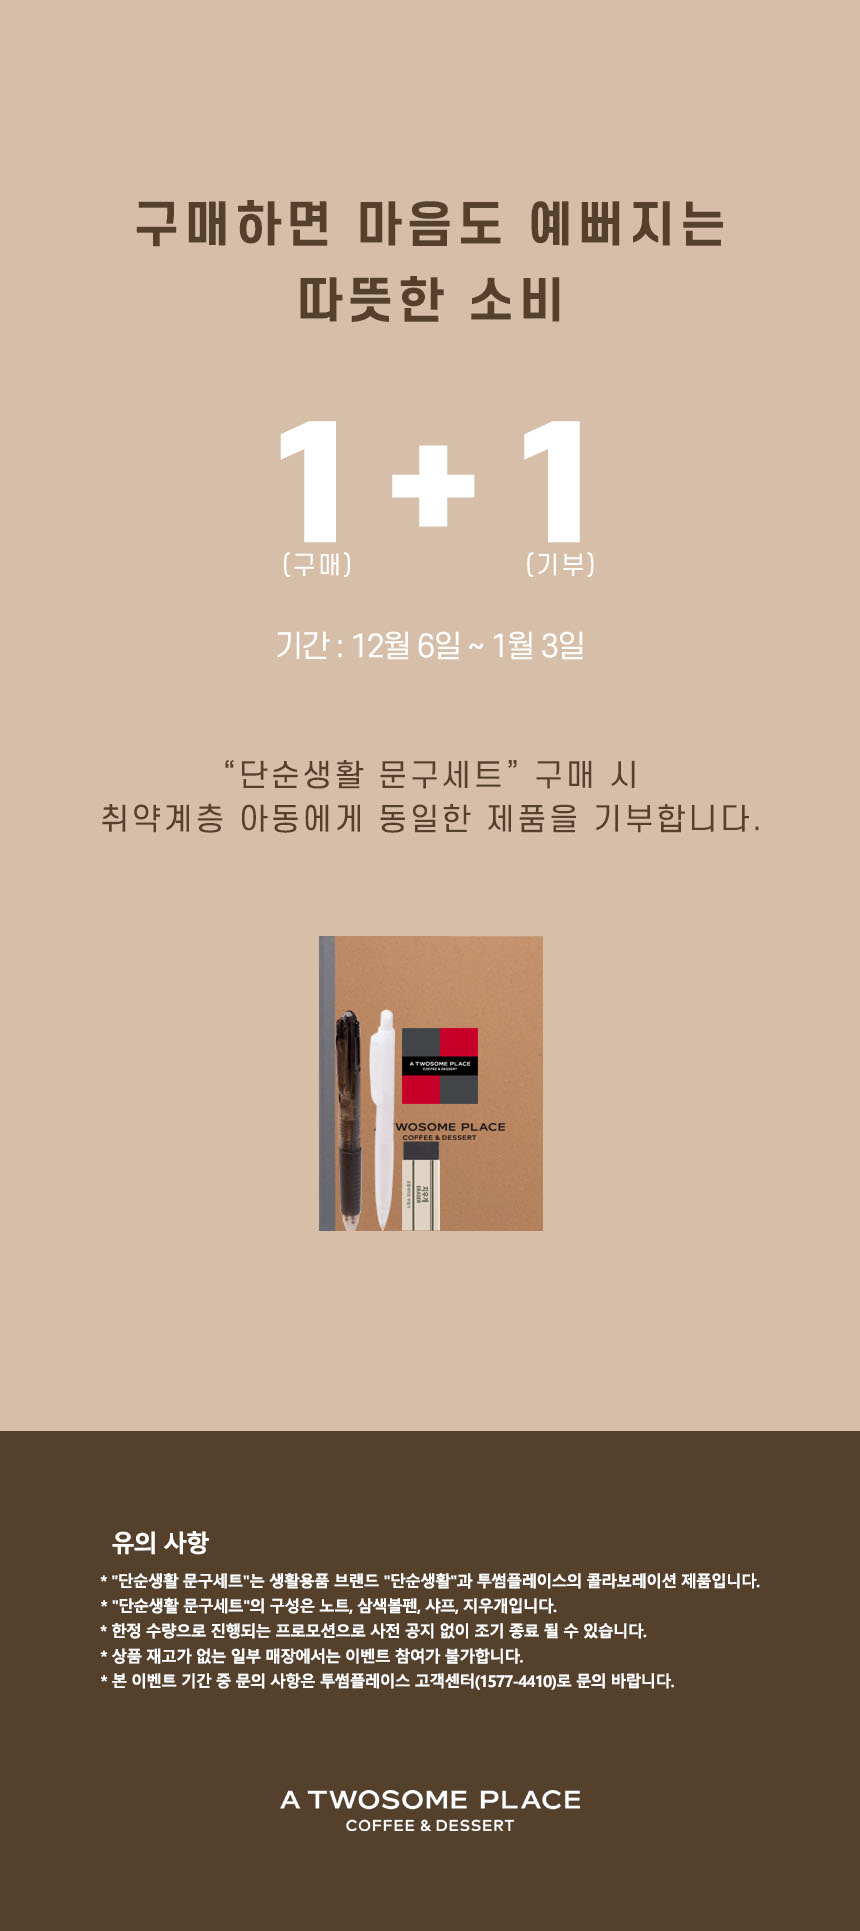 구매하면 마음도 예뻐지는
따뜻한 소비
1 + 1
(구매) (기부)
기간 : 12월 6일 ~ 1월 3일
“단순생활 문구세트” 구매 시
취약계층 아동에게 동일한 제품을 기부합니다.
A TWOSOME PLACE
COFFEE & DESSERT
A TWOSOME PLACE
COFFEE & DESSERT
지우개
ERASER
유의 사항
* "단순생활 문구세트"는 생활용품 브랜드 "단순생활"과 투썸플레이스의 콜라보레이션 제품입니다.
* "단순생활 문구세트"의 구성은 노트, 삼색볼펜, 샤프, 지우개입니다.
* 한정 수량으로 진행되는 프로모션으로 사전 공지 없이 조기 종료 될 수 있습니다.
* 상품 재고가 없는 일부 매장에서는 이벤트 참여가 불가합니다.
* 본 이벤트 기간 중 문의 사항은 투썸플레이스 고객센터(1577-4410)로 문의 바랍니다.
A TWOSOME PLACE
COFFEE & DESSERT